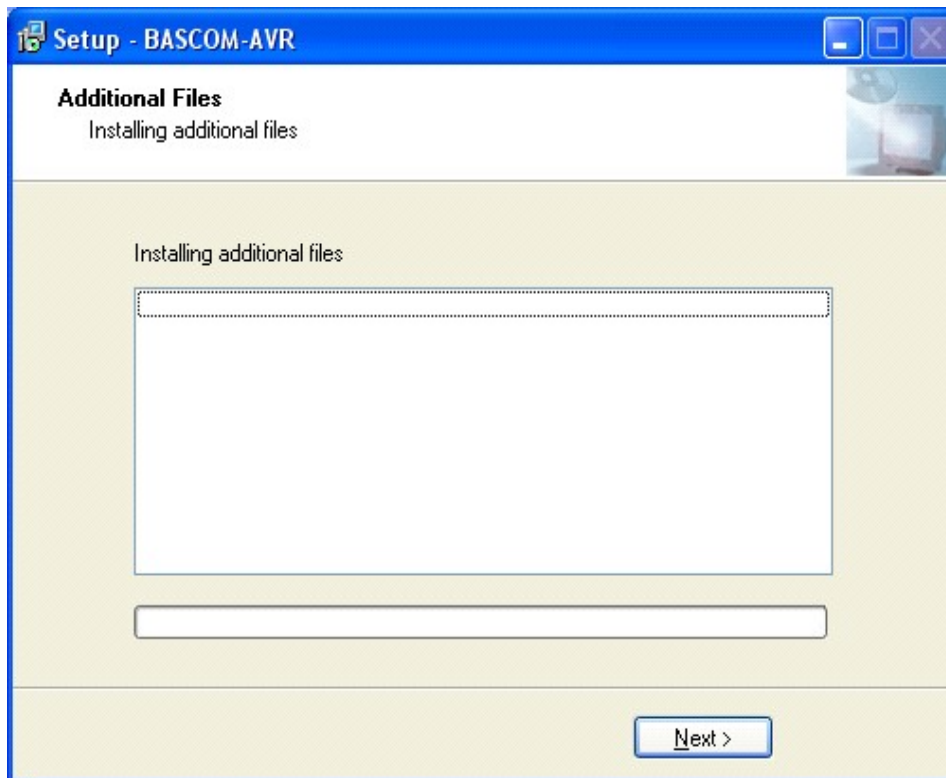 Setup - BASCOM-AVR
Additional Files
Installing additional files
Installing additional files
Next >